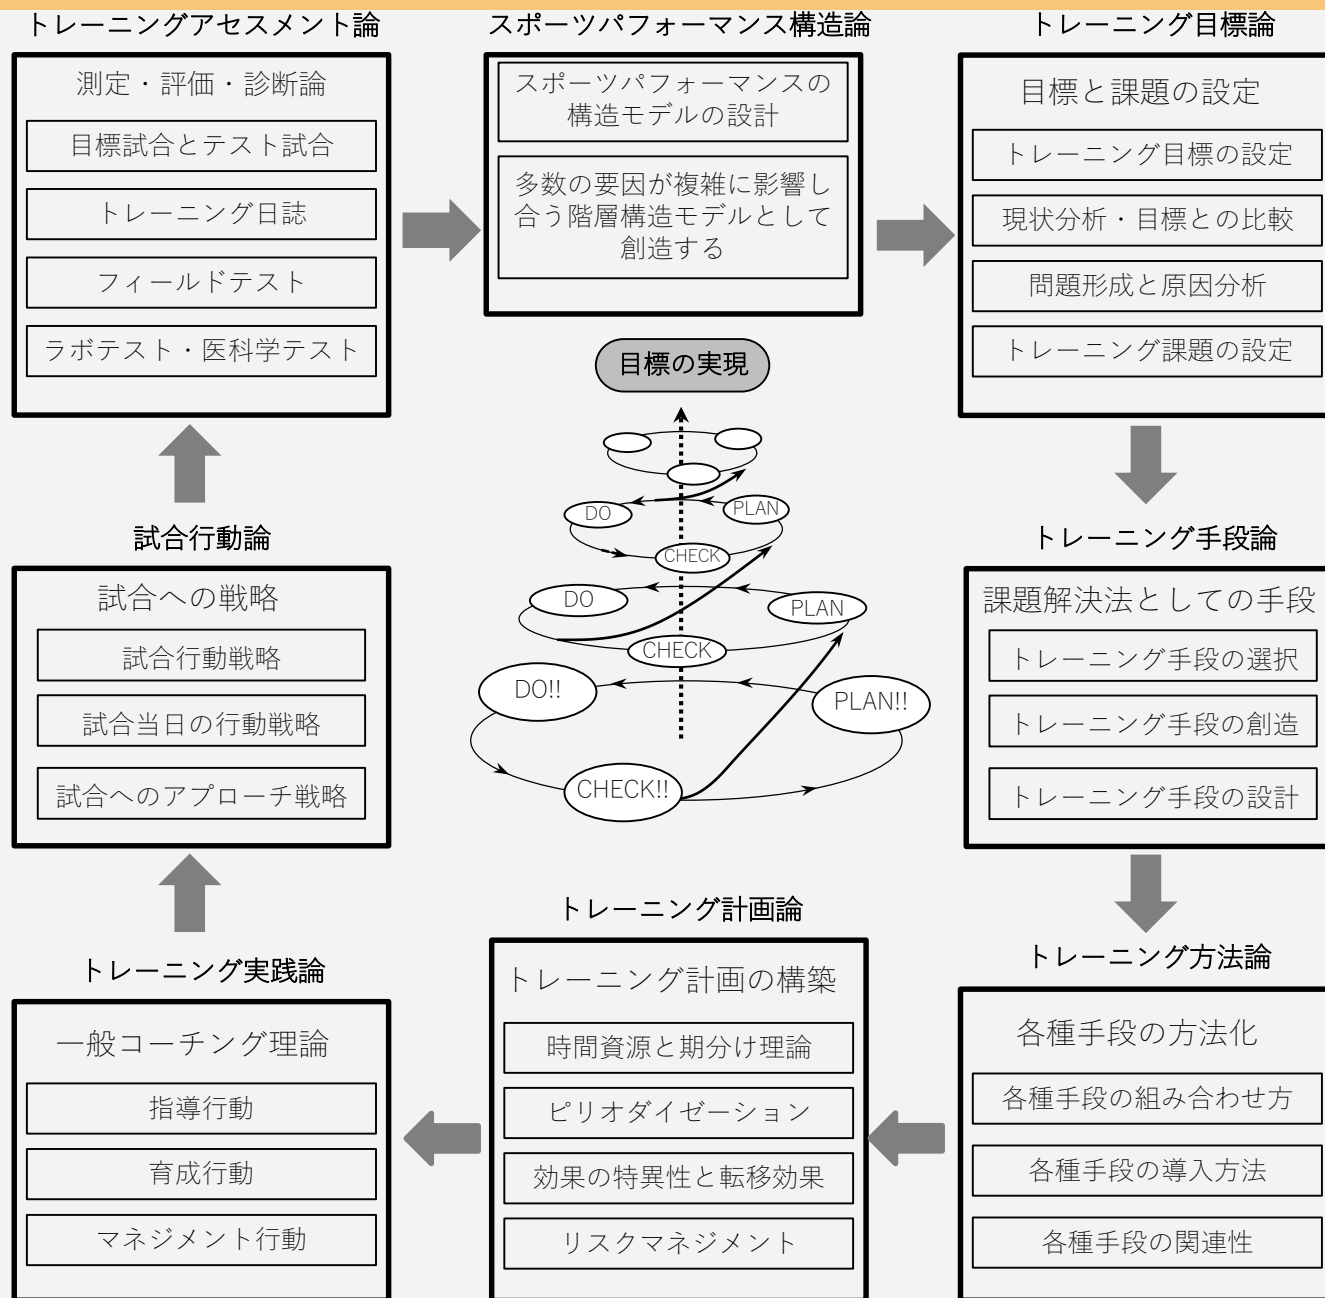 トレーニングアセスメント論
測定・評価・診断論
目標試合とテスト試合
トレーニング日誌
フィールドテスト
ラボテスト・医科学テスト
スポーツパフォーマンス構造論
スポーツパフォーマンスの
構造モデルの設計
多数の要因が複雑に影響し
合う階層構造モデルとして
創造する
トレーニング目標論
目標と課題の設定
トレーニング目標の設定
現状分析・目標との比較
問題形成と原因分析
トレーニング課題の設定
目標の実現
DO
PLAN
CHECK
DO
PLAN
CHECK
DO!!
PLAN!!
CHECK!!
試合行動論
試合への戦略
試合行動戦略
試合当日の行動戦略
試合へのアプローチ戦略
トレーニング手段論
課題解決法としての手段
トレーニング手段の選択
トレーニング手段の創造
トレーニング手段の設計
トレーニング実践論
一般コーチング理論
指導行動
育成行動
マネジメント行動
トレーニング計画論
トレーニング計画の構築
時間資源と期分け理論
ピリオダイゼーション
効果の特異性と転移効果
リスクマネジメント
トレーニング方法論
各種手段の方法化
各種手段の組み合わせ方
各種手段の導入方法
各種手段の関連性